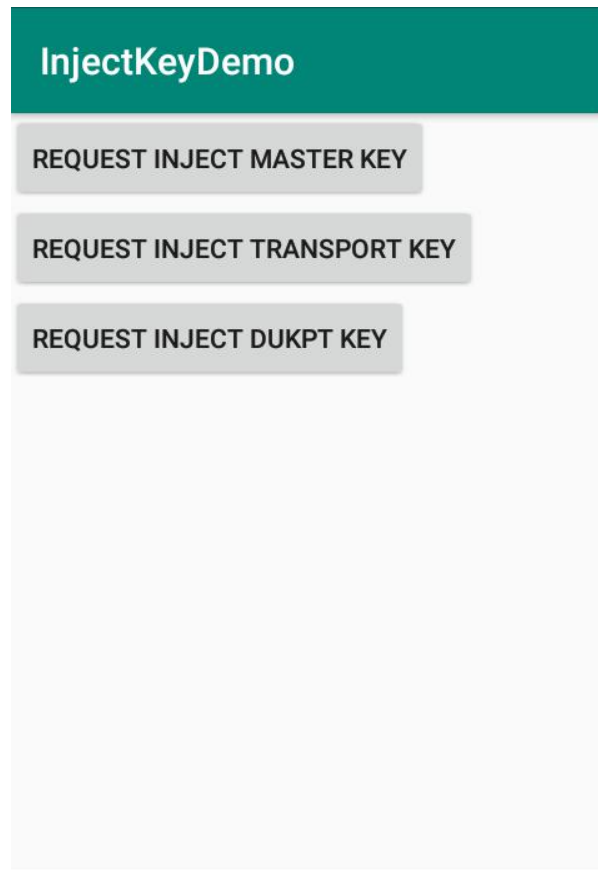 InjectKeyDemo
REQUEST INJECT MASTER KEY
REQUEST INJECT TRANSPORT KEY
REQUEST INJECT DUKPT KEY